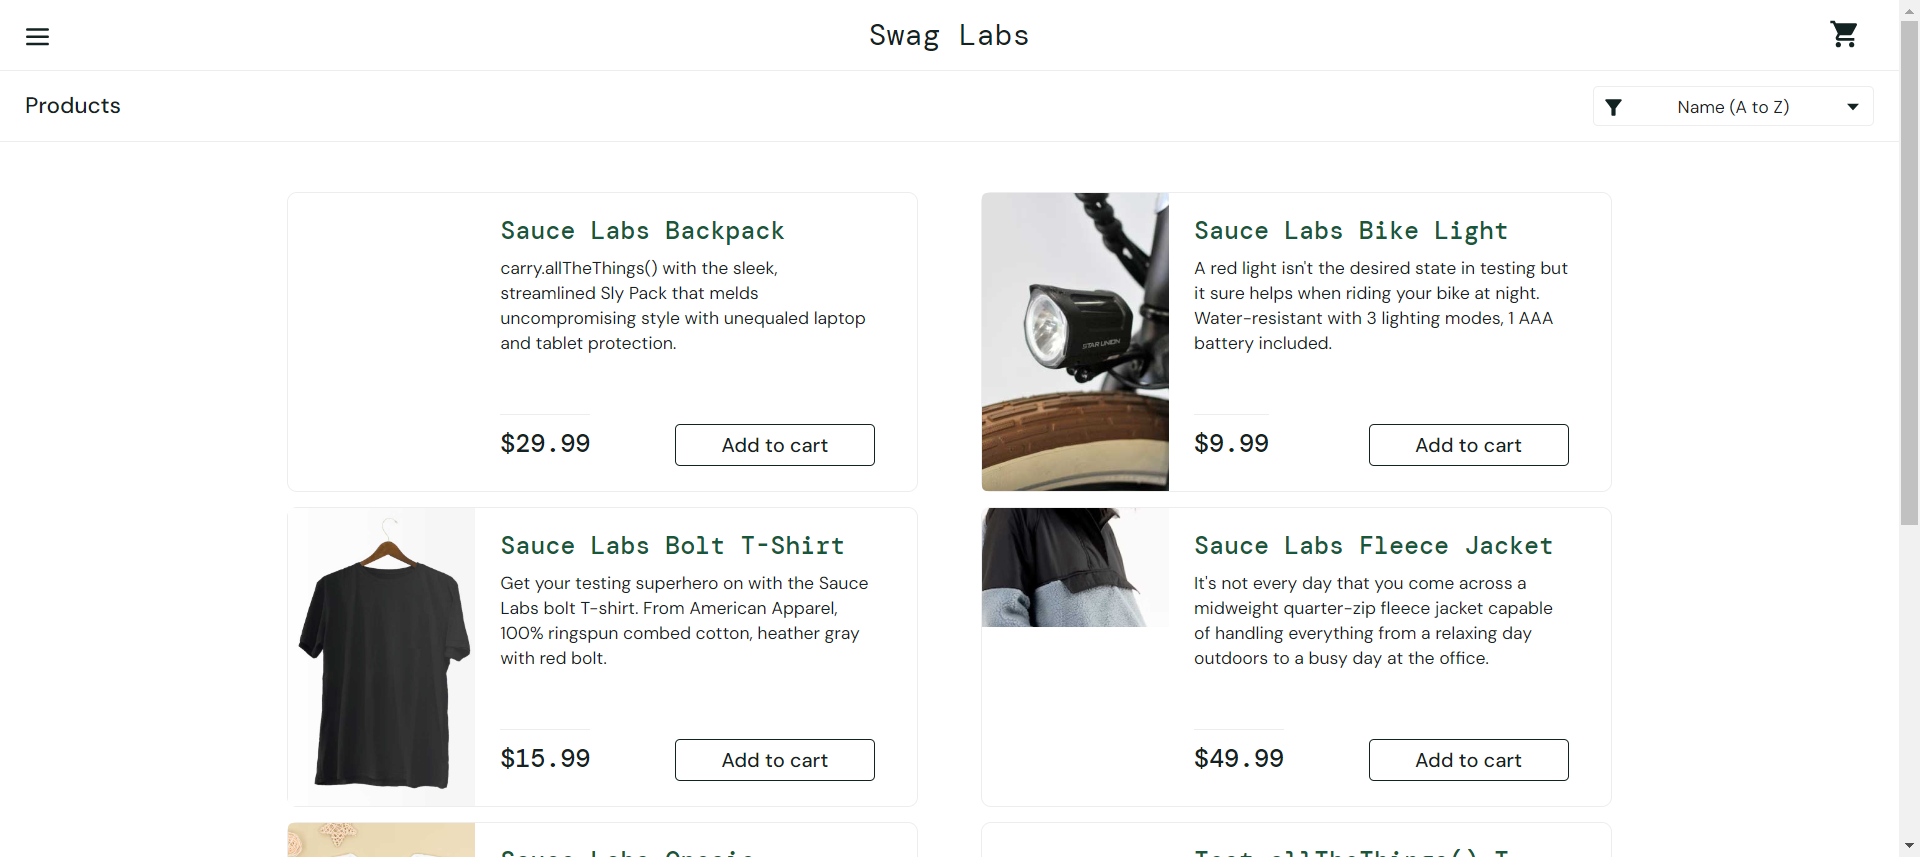 Swag Labs
Products
Name (A to Z)
Sauce Labs Backpack
carry.allTheThings() with the sleek,
streamlined Sly Pack that melds
uncompromising style with unequaled laptop
and tablet protection.
$29.99
Add to cart
STAR UNION
Sauce Labs Bike Light
A red light isn't the desired state in testing but
it sure helps when riding your bike at night.
Water-resistant with 3 lighting modes, 1 AAA
battery included.
$9.99
Add to cart
Sauce Labs Bolt T-Shirt
Get your testing superhero on with the Sauce
Labs bolt T-shirt. From American Apparel,
100% ringspun combed cotton, heather gray
with red bolt.
$15.99
Add to cart
Sauce Labs Fleece Jacket
It's not every day that you come across a
midweight quarter-zip fleece jacket capable
of handling everything from a relaxing day
outdoors to a busy day at the office.
$49.99
Add to cart
Sauce Labs Onesie
Test.allTheThings() T